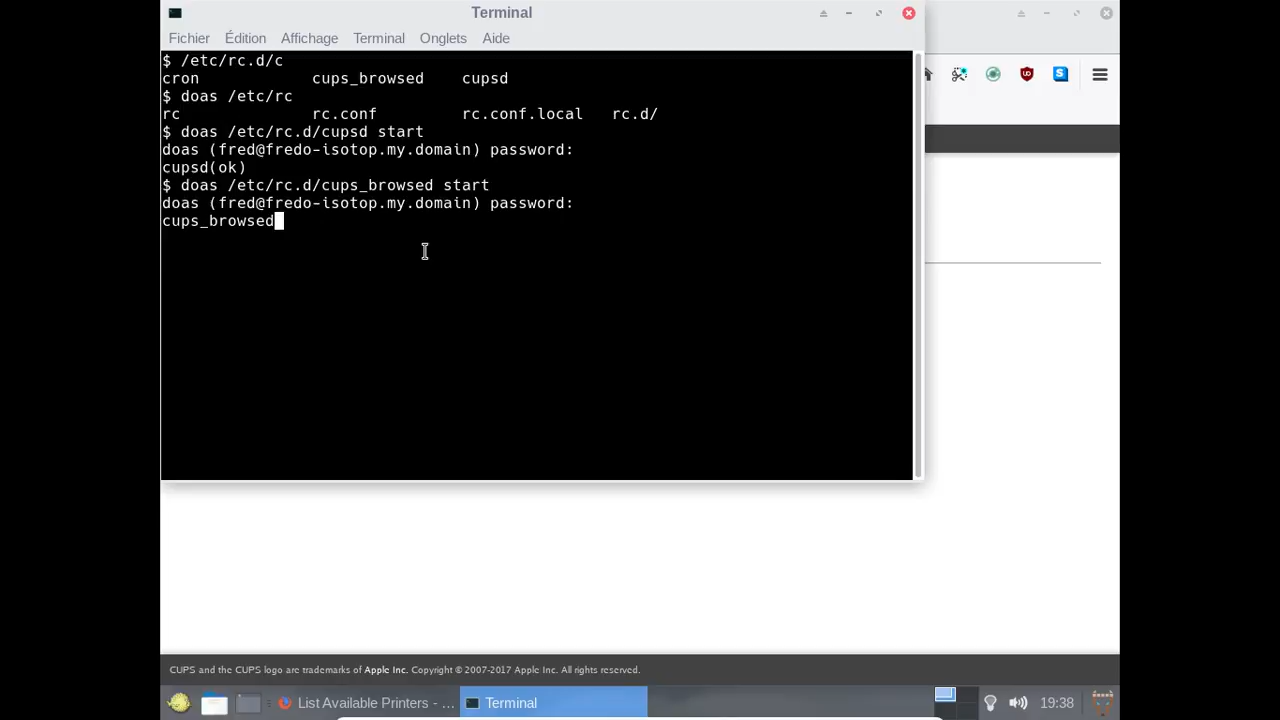 Terminal
Fichier Édition Affichage Terminal Onglets Aide
$ /etc/rc.d/c
cron cups_browsed cupsd
$ doas /etc/rc
rc rc.conf rc.conf.local rc.d/
$ doas /etc/rc.d/cupsd start
doas (fred@fredo-isotop.my.domain) password:
cupsd(ok)
$ doas /etc/rc.d/cups_browsed start
doas (fred@fredo-isotop.my.domain) password:
cups_browsed
CUPS and the CUPS logo are trademarks of Apple Inc. Copyright © 2007-2017 Apple Inc. All rights reserved.
List Available Printers - ... Terminal 19:38